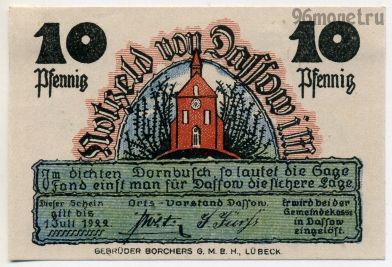 96monet.ru
10 Pfennig
Notgeld von Dassow i/M
10 Pfennig
Im dichten Dornbusch, so lautet die Sage
Fand einst man für Dassow die sichere Lage.
Dieser Schein gilt bis 1 Juli 1922.
Orts-Vorstand Dassow.
Er wird bei der Gemeindekasse in Dassow eingelöst.
GEBRÜDER BORCHERS G. M. B. H., LÜBECK.